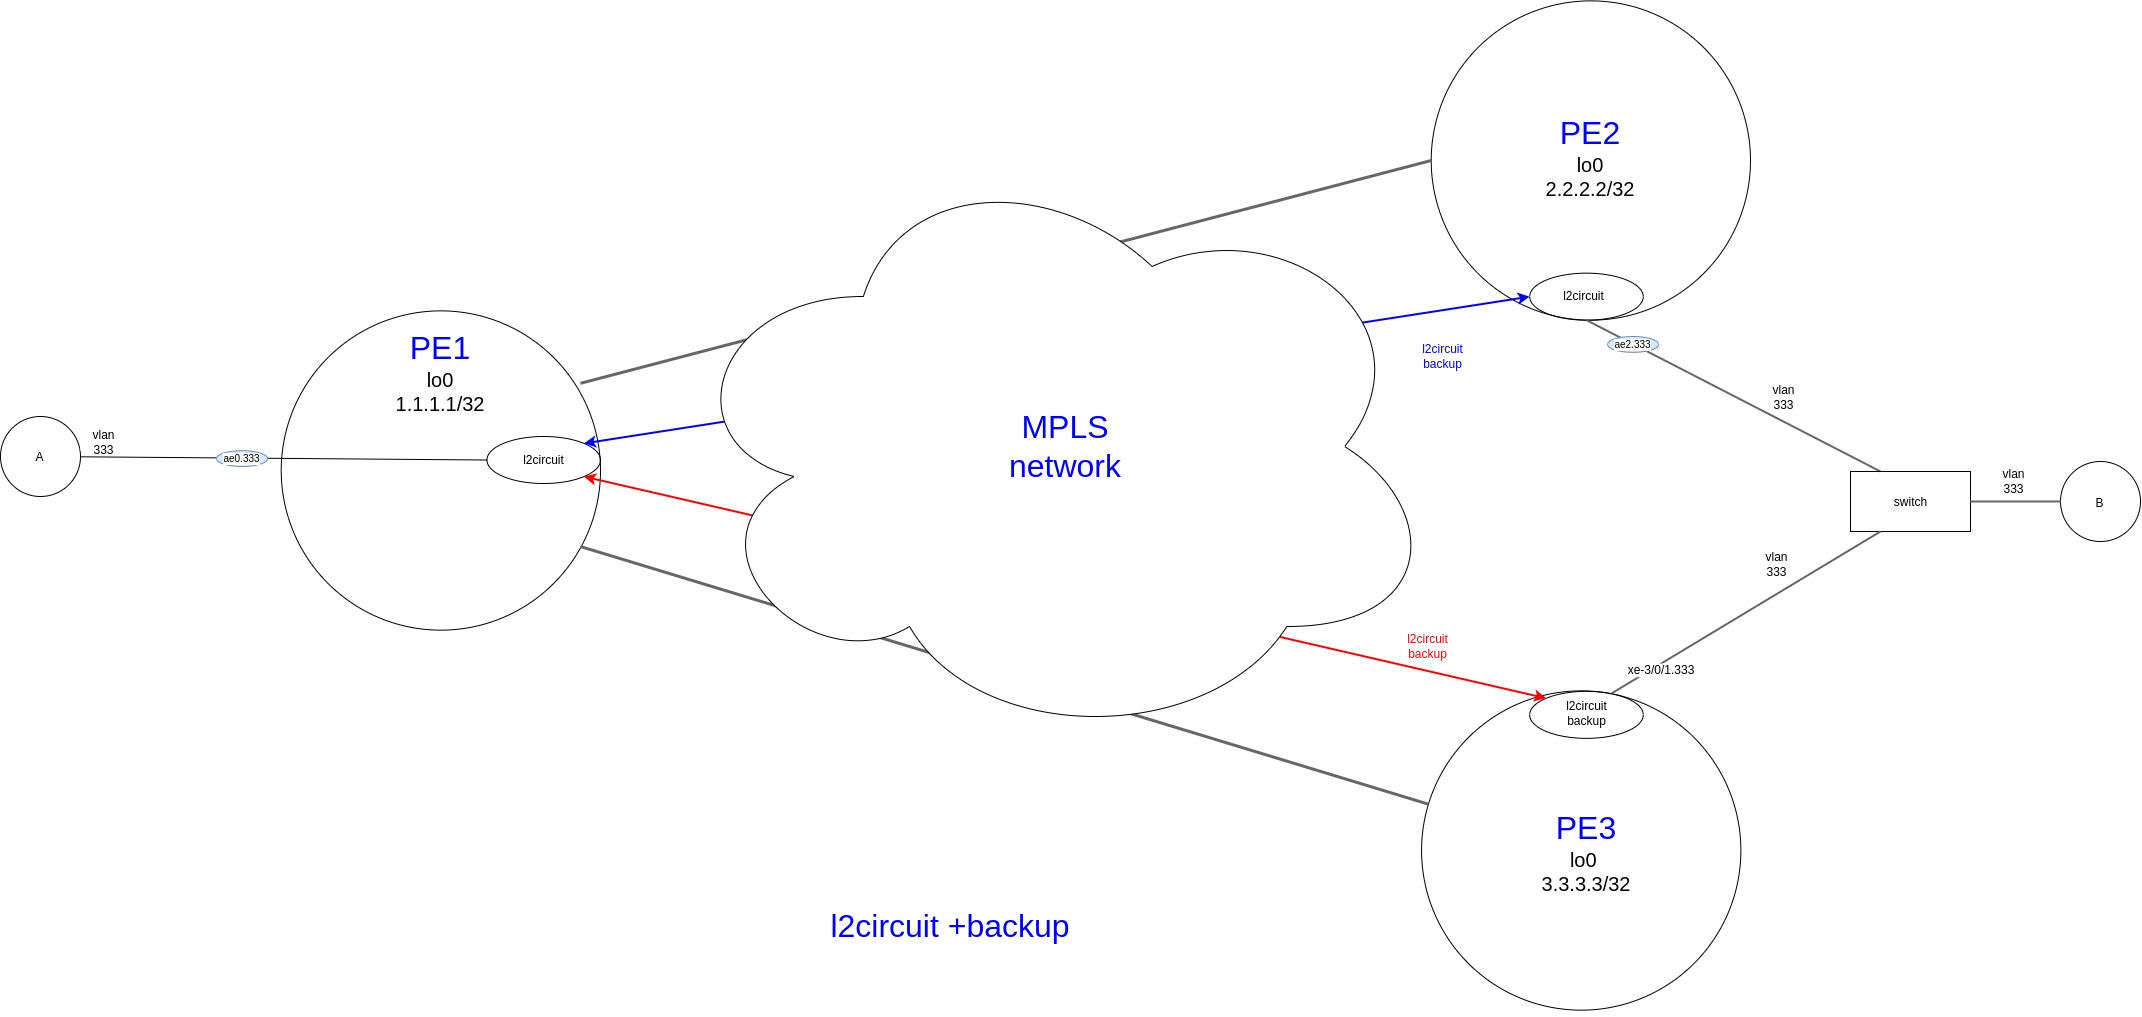 PE2
lo0
2.2.2.2/32
l2circuit
ae2.333
l2circuit
backup
PE1
lo0
1.1.1.1/32
A
vlan
333
ae0.333
l2circuit
MPLS
network
vlan
333
switch
vlan
333
B
vlan
333
l2circuit
backup
xe-3/0/1.333
l2circuit
backup
PE3
lo0
3.3.3.3/32
l2circuit +backup